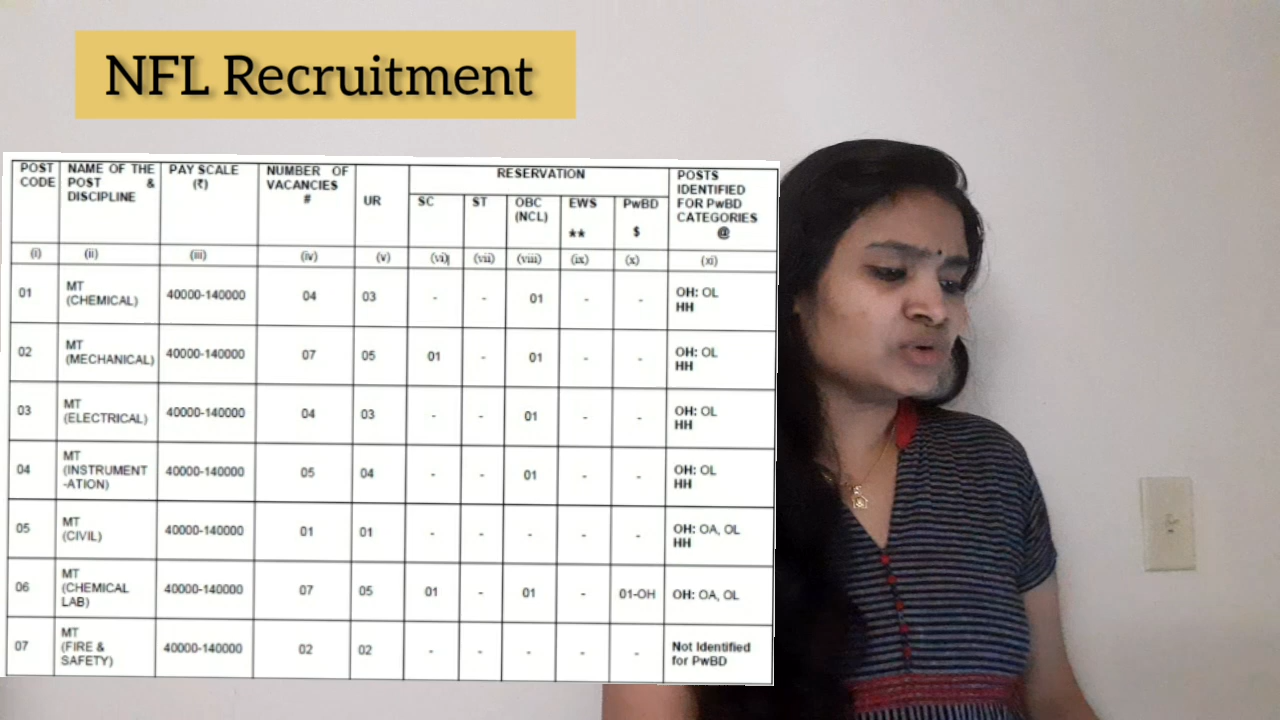 NFL Recruitment
POST CODE | NAME OF THE POST & DISCIPLINE | PAY SCALE (₹) | NUMBER OF VACANCIES # | UR | RESERVATION | POSTS IDENTIFIED FOR PwBD CATEGORIES @
SC | ST | OBC (NCL) | EWS ** | PwBD $
(i) | (ii) | (iii) | (iv) | (v) | (vi) | (vii) | (viii) | (ix) | (x) | (xi)
01 | MT (CHEMICAL) | 40000-140000 | 04 | 03 | - | - | 01 | - | - | OH: OL HH
02 | MT (MECHANICAL) | 40000-140000 | 07 | 05 | 01 | - | 01 | - | - | OH: OL HH
03 | MT (ELECTRICAL) | 40000-140000 | 04 | 03 | - | - | 01 | - | - | OH: OL HH
04 | MT (INSTRUMENT-ATION) | 40000-140000 | 05 | 04 | - | - | 01 | - | - | OH: OL HH
05 | MT (CIVIL) | 40000-140000 | 01 | 01 | - | - | - | - | - | OH: OA, OL HH
06 | MT (CHEMICAL LAB) | 40000-140000 | 07 | 05 | 01 | - | 01 | - | 01-OH | OH: OA, OL
07 | MT (FIRE & SAFETY) | 40000-140000 | 02 | 02 | - | - | - | - | - | Not Identified for PwBD